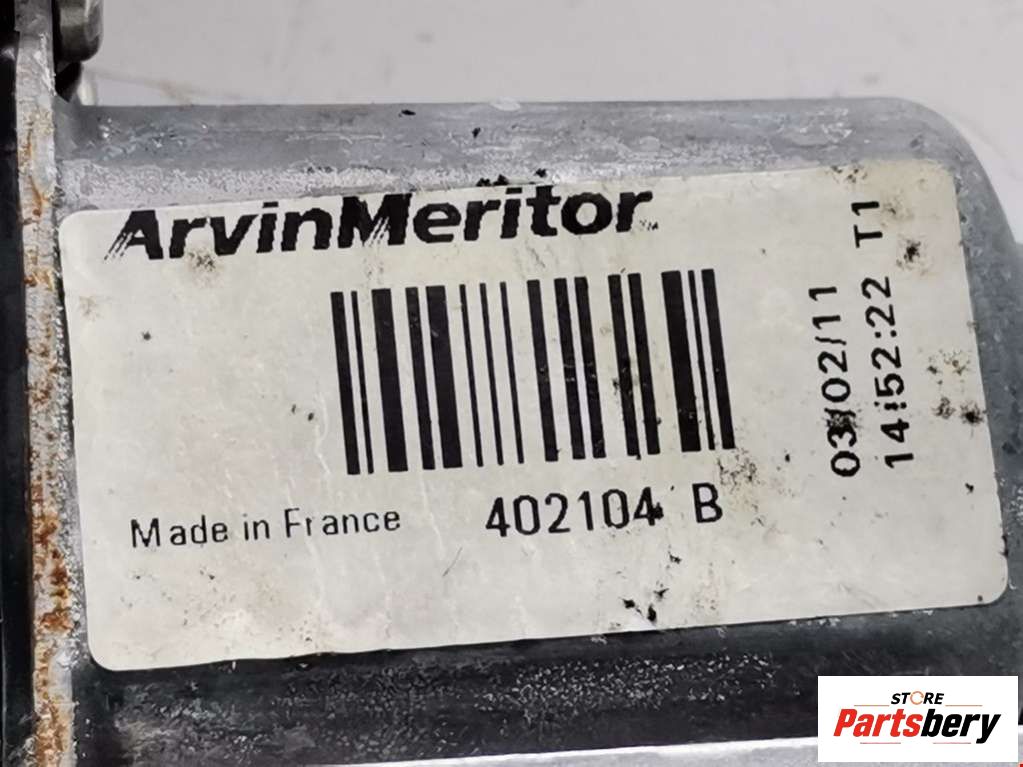 ArvinMeritor
Made in France
402104 B
03/02/11
14:52:22 T1
STORE
Partsbery